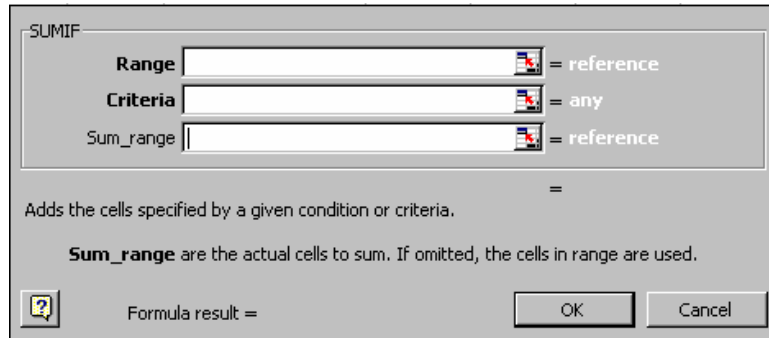 SUMIF
Range = reference
Criteria = any
Sum_range = reference
=
Adds the cells specified by a given condition or criteria.
Sum_range are the actual cells to sum. If omitted, the cells in range are used.
? Formula result = OK Cancel